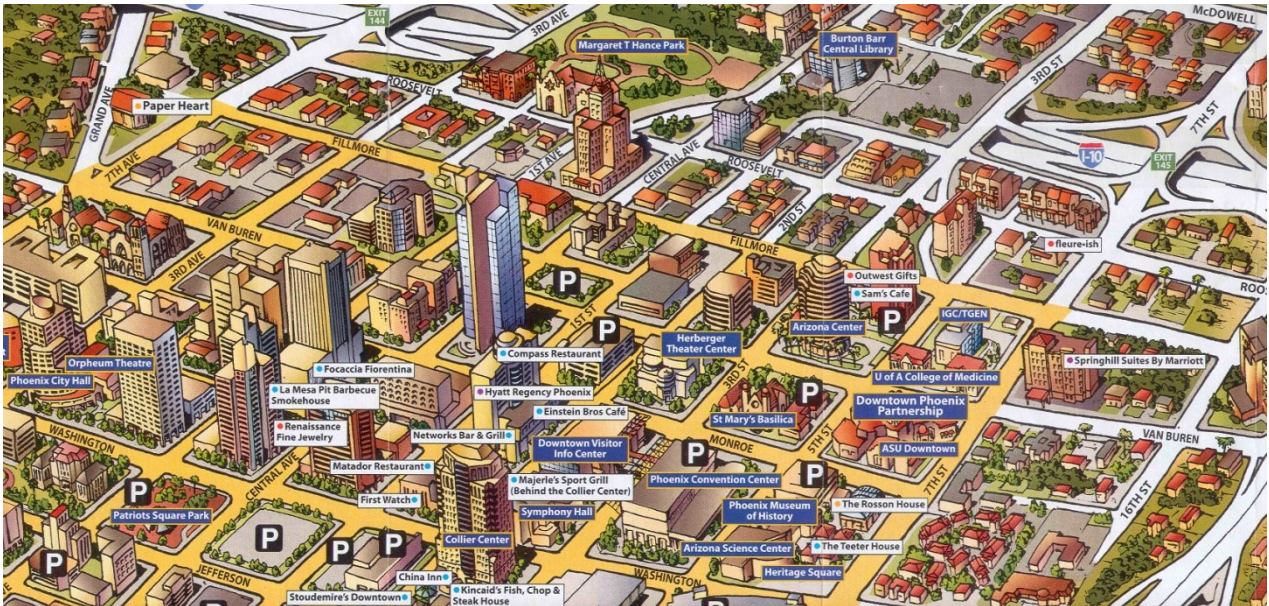 EXIT
144
3RD AVE
Margaret T Hance Park
Burton Barr
Central Library
McDOWELL
3RD ST
7TH ST
GRAND AVE
Paper Heart
ROOSEVELT
FILLMORE
1ST AVE
CENTRAL AVE
ROOSEVELT
I-10
EXIT
145
7TH AVE
2ND ST
VAN BUREN
FILLMORE
fleure-ish
3RD AVE
Outwest Gifts
Sam's Cafe
P
1ST ST
P
P
IGC/TGEN
Arizona Center
Herberger
Theater Center
Orpheum Theatre
Phoenix City Hall
Compass Restaurant
Springhill Suites By Marriott
Focaccia Fiorentina
U of A College of Medicine
3RD ST
La Mesa Pit Barbecue
Smokehouse
Hyatt Regency Phoenix
P
Downtown Phoenix
Partnership
Einstein Bros Café
St Mary's Basilica
Renaissance
Fine Jewelry
Networks Bar & Grill
Downtown Visitor
Info Center
MONROE
5TH ST
ASU Downtown
VAN BUREN
WASHINGTON
P
Matador Restaurant
Majerle's Sport Grill
(Behind the Collier Center)
Phoenix Convention Center
P
7TH ST
CENTRAL AVE
P
First Watch
Symphony Hall
Phoenix Museum
of History
The Rosson House
16TH ST
Patriots Square Park
Collier Center
Arizona Science Center
The Teeter House
P
P
P
P
JEFFERSON
China Inn
WASHINGTON
Heritage Square
Stoudemire's Downtown
Kincaid's Fish, Chop &
Steak House
P
P